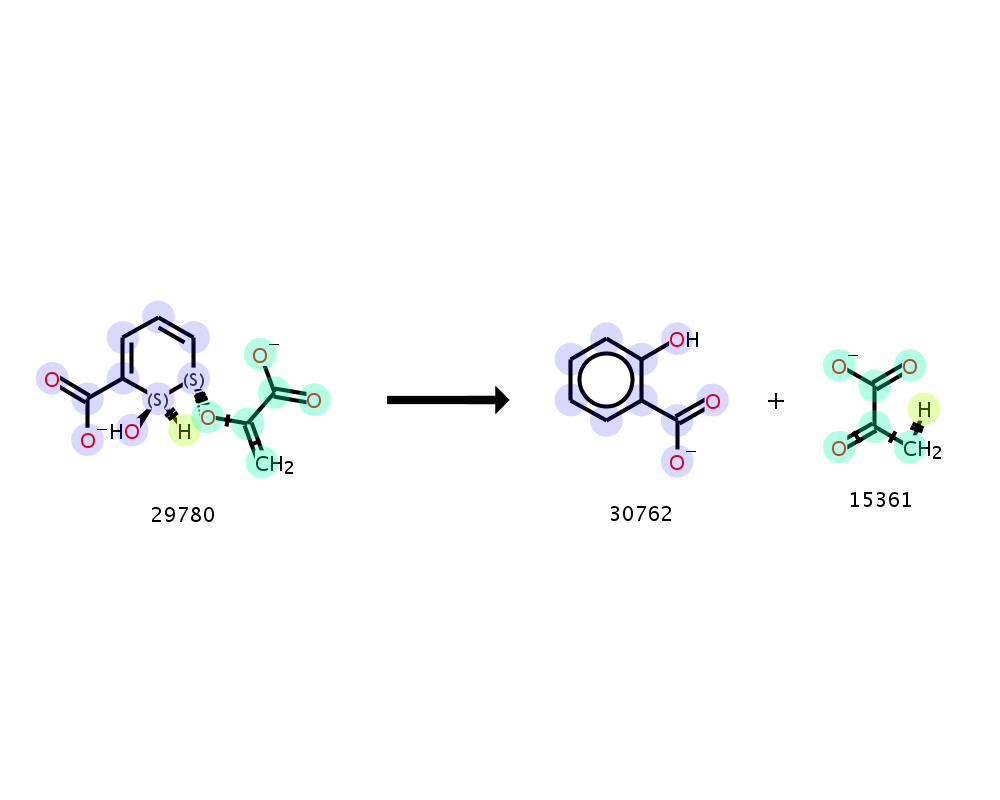 O
O⁻
HO
(S)
(S)
H
O
O⁻
O
CH₂
29780
+
OH
O
O⁻
30762
O⁻
O
O
H
CH₂
15361